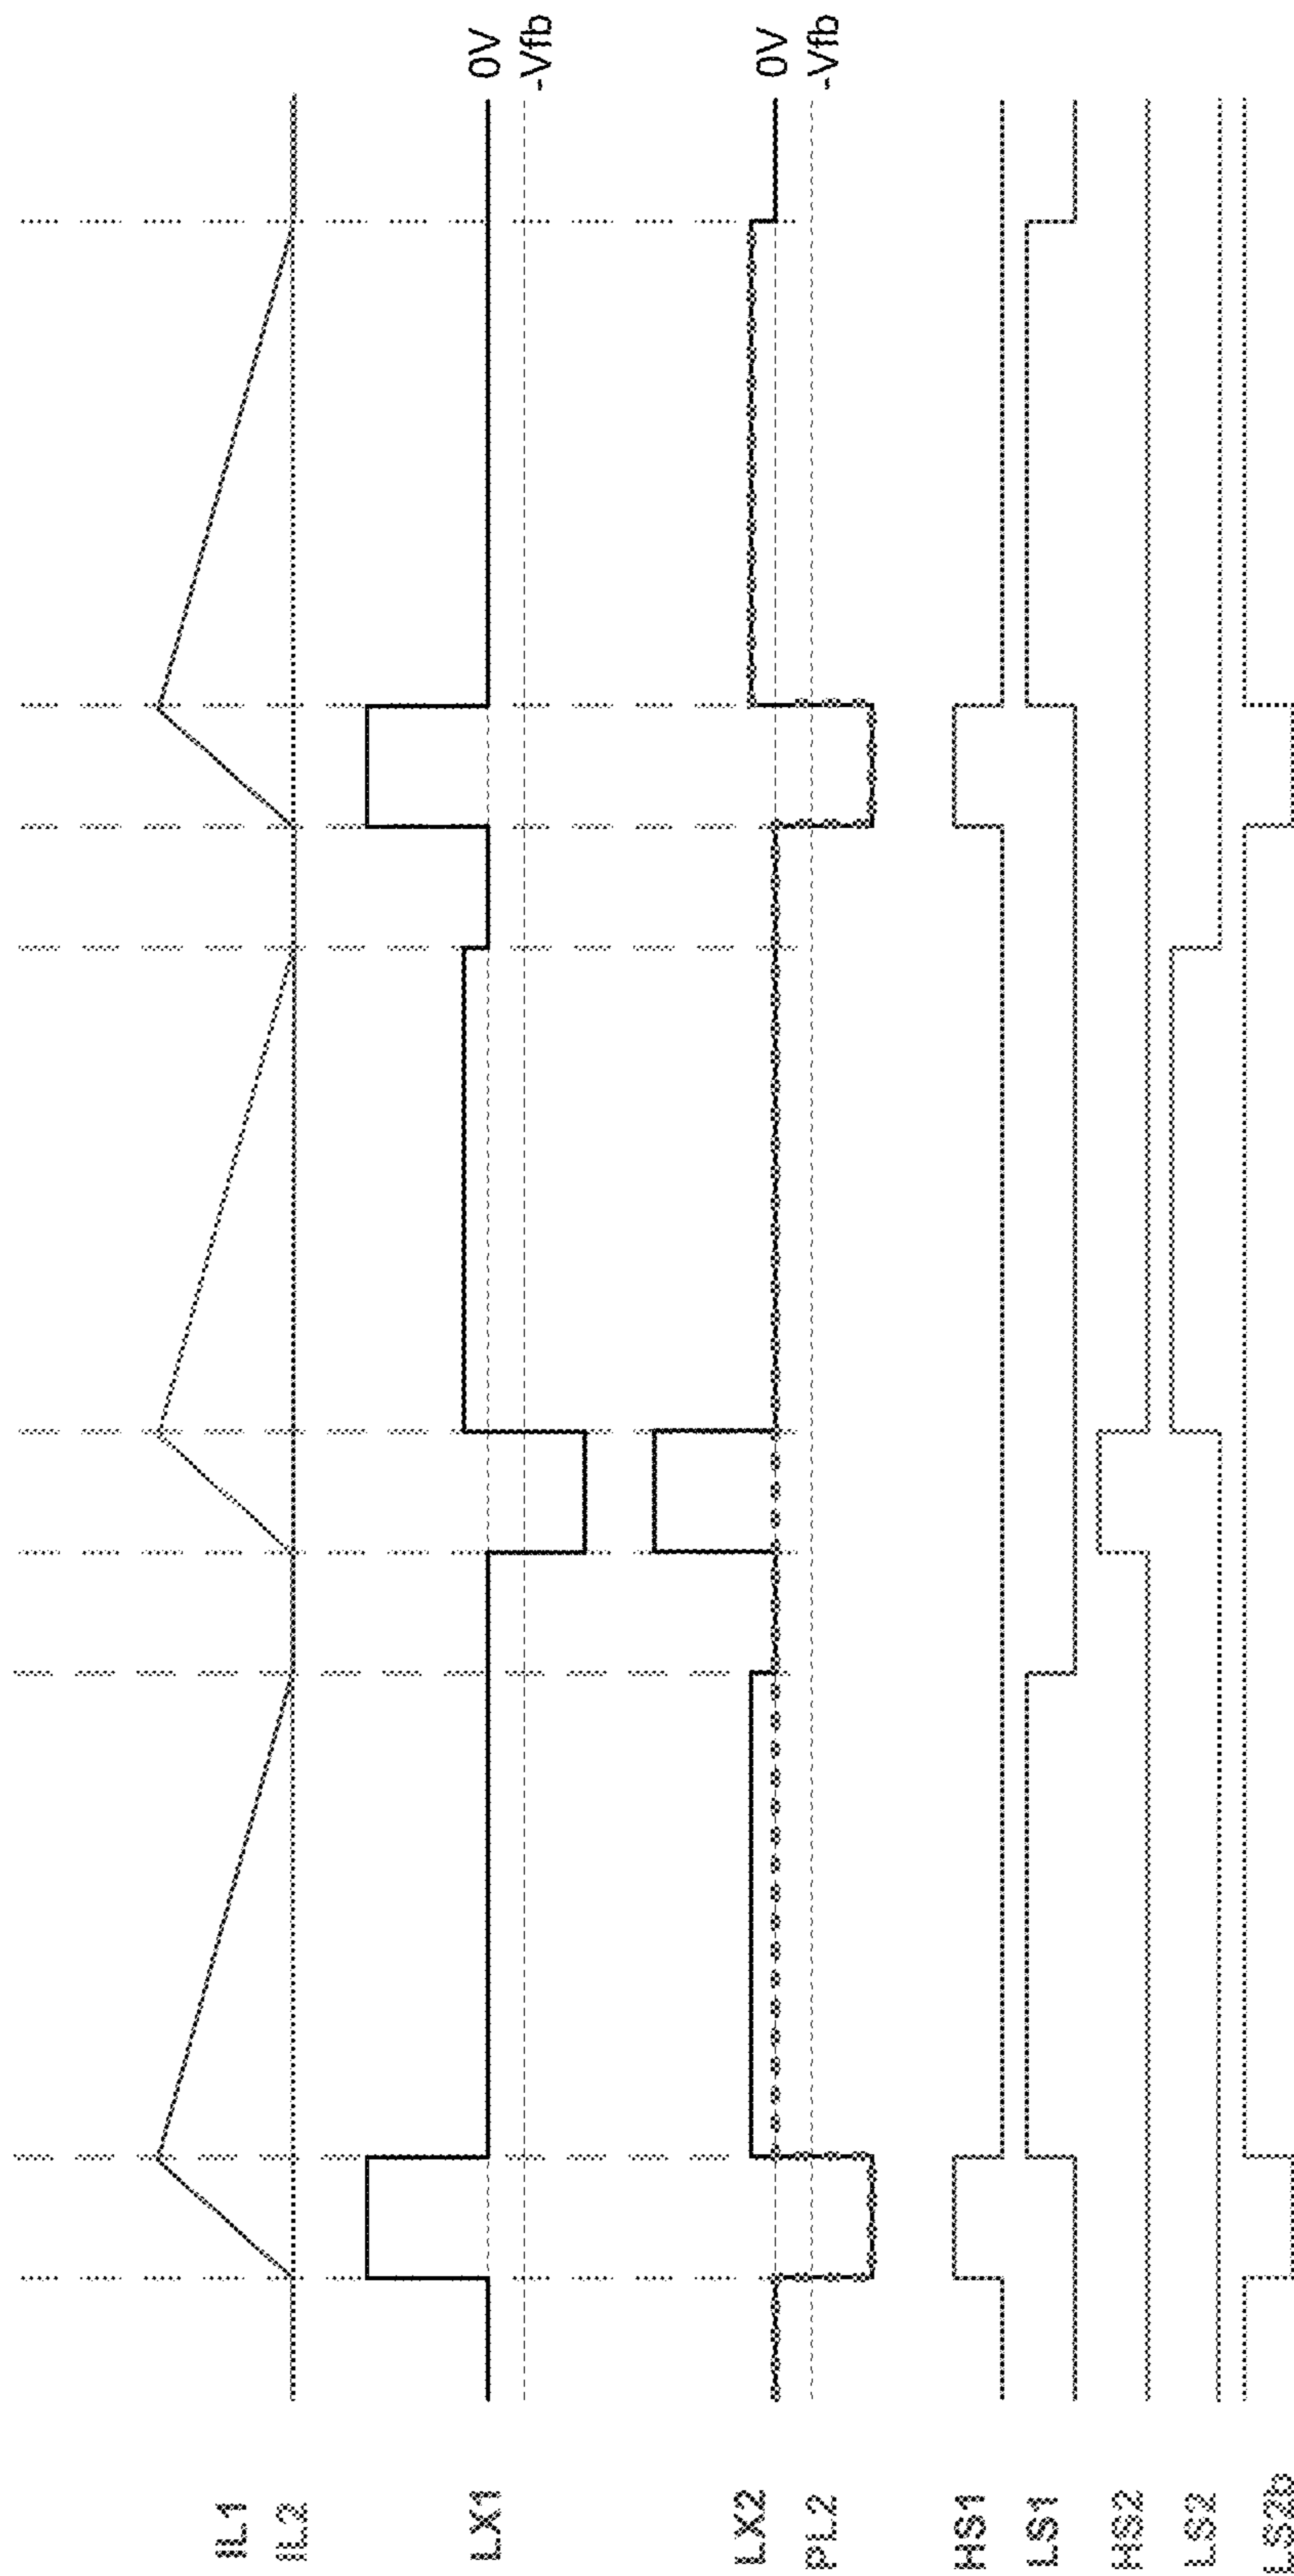 IL1
IL2
LX1
0V
-Vfb
LX2
PL2
0V
-Vfb
HS1
LS1
HS2
LS2
LS2b